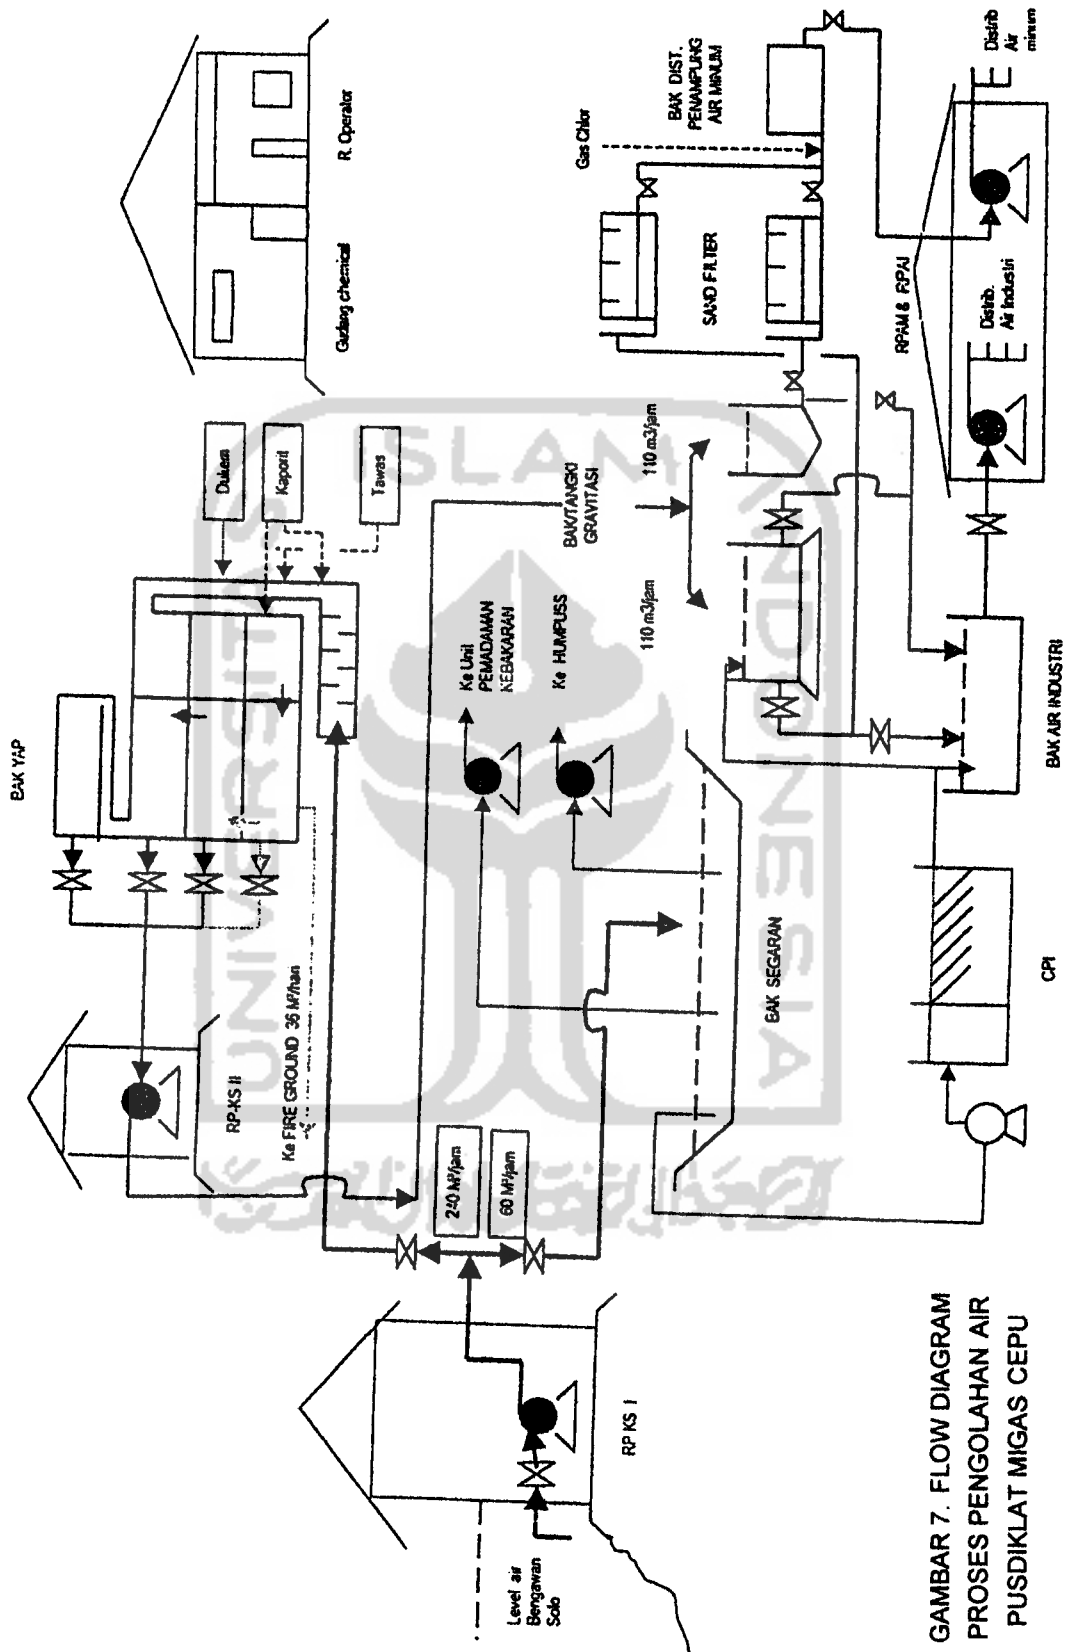 BAK YAP
Dukem
Kaporit
Tawas
Gudang chemical
R. Operator
RP-KS II
Ke FIRE GROUND 36 M³/hari
240 M³/jam
60 M³/jam
Ke Unit
PEMADAMAN
KEBAKARAN
Ke HUMPUSS
BAK/TANGKI
GRAVITASI
110 m3/jam
110 m3/jam
Gas Chlor
BAK DIST.
PENAMPUNG
AIR MINUM
SAND FILTER
Level air
Bengawan
Solo
RP KS I
BAK SEGARAN
CPI
BAK AIR INDUSTRI
RPAM & RPAI
Distrib.
Air Industri
Distrib
Air
minum
GAMBAR 7. FLOW DIAGRAM
PROSES PENGOLAHAN AIR
PUSDIKLAT MIGAS CEPU
UNIVERSITAS
ISLAM
INDONESIA